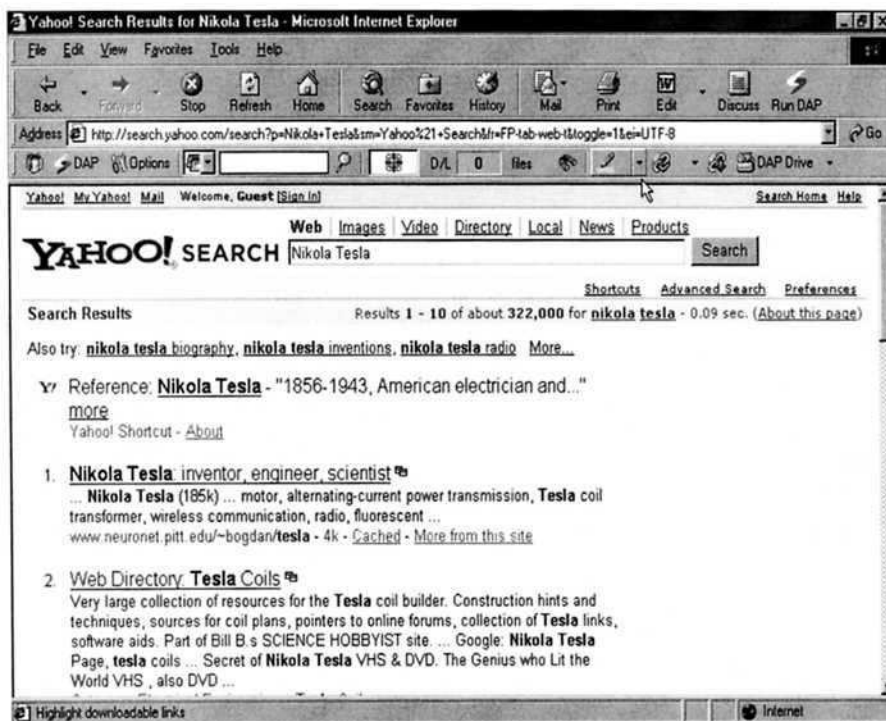 Yahoo! Search Results for Nikola Tesla - Microsoft Internet Explorer
File Edit View Favorites Tools Help
Back Forward Stop Refresh Home Search Favorites History Mail Print Edit Discuss Run DAP
Address http://search.yahoo.com/search?p=Nikola+Tesla&sm=Yahoo%21+Search&fr=FP-tab-web-t&toggle=1&ei=UTF-8 Go
DAP Options D/L 0 files DAP Drive
Yahoo! My Yahoo! Mail Welcome, Guest [Sign In] Search Home Help
Web Images Video Directory Local News Products
YAHOO! SEARCH Nikola Tesla Search
Shortcuts Advanced Search Preferences
Search Results Results 1 - 10 of about 322,000 for nikola tesla - 0.09 sec. (About this page)
Also try: nikola tesla biography, nikola tesla inventions, nikola tesla radio More...
Y! Reference: Nikola Tesla - "1856-1943, American electrician and..."
more
Yahoo! Shortcut - About
1. Nikola Tesla: inventor, engineer, scientist
... Nikola Tesla (185k) ... motor, alternating-current power transmission, Tesla coil
transformer, wireless communication, radio, fluorescent ...
www.neuronet.pitt.edu/~bogdan/tesla - 4k - Cached - More from this site
2. Web Directory: Tesla Coils
Very large collection of resources for the Tesla coil builder. Construction hints and
techniques, sources for coil plans, pointers to online forums, collection of Tesla links,
software aids. Part of Bill B.s SCIENCE HOBBYIST site. ... Google: Nikola Tesla
Page, tesla coils ... Secret of Nikola Tesla VHS & DVD. The Genius who Lit the
World VHS , also DVD ...
Highlight downloadable links Internet